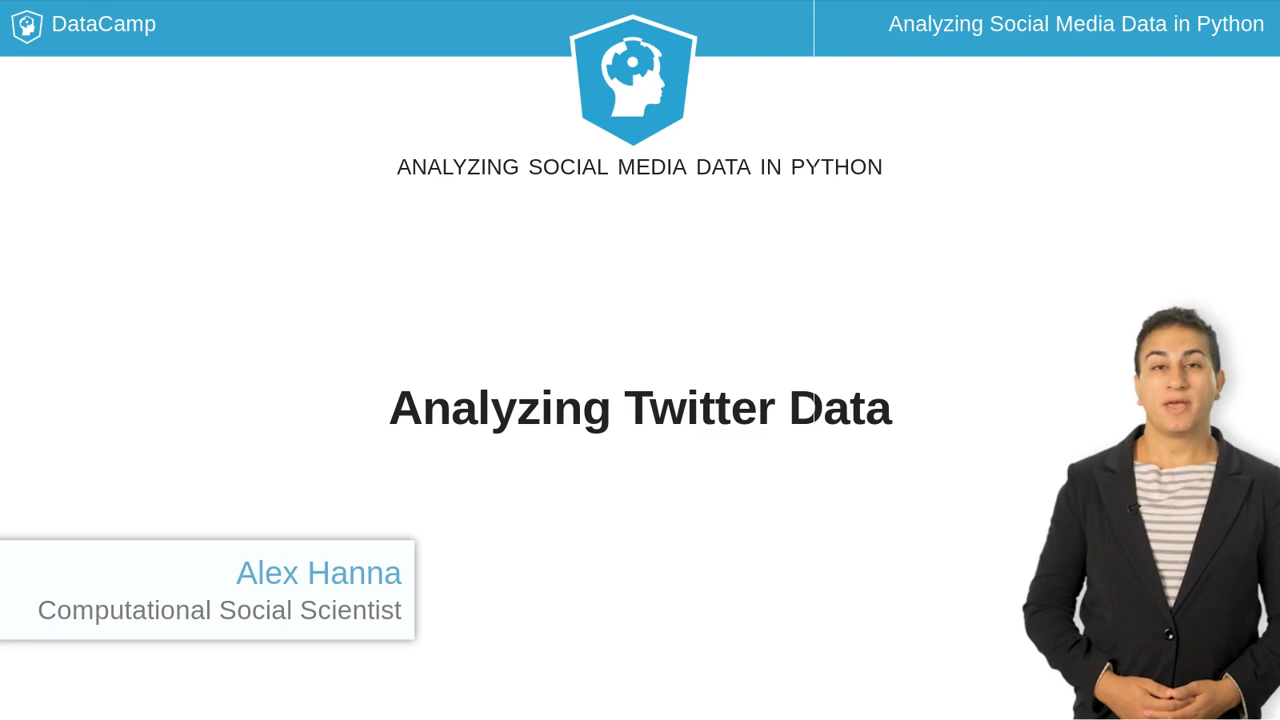 DataCamp
Analyzing Social Media Data in Python
ANALYZING SOCIAL MEDIA DATA IN PYTHON
Analyzing Twitter Data
Alex Hanna
Computational Social Scientist